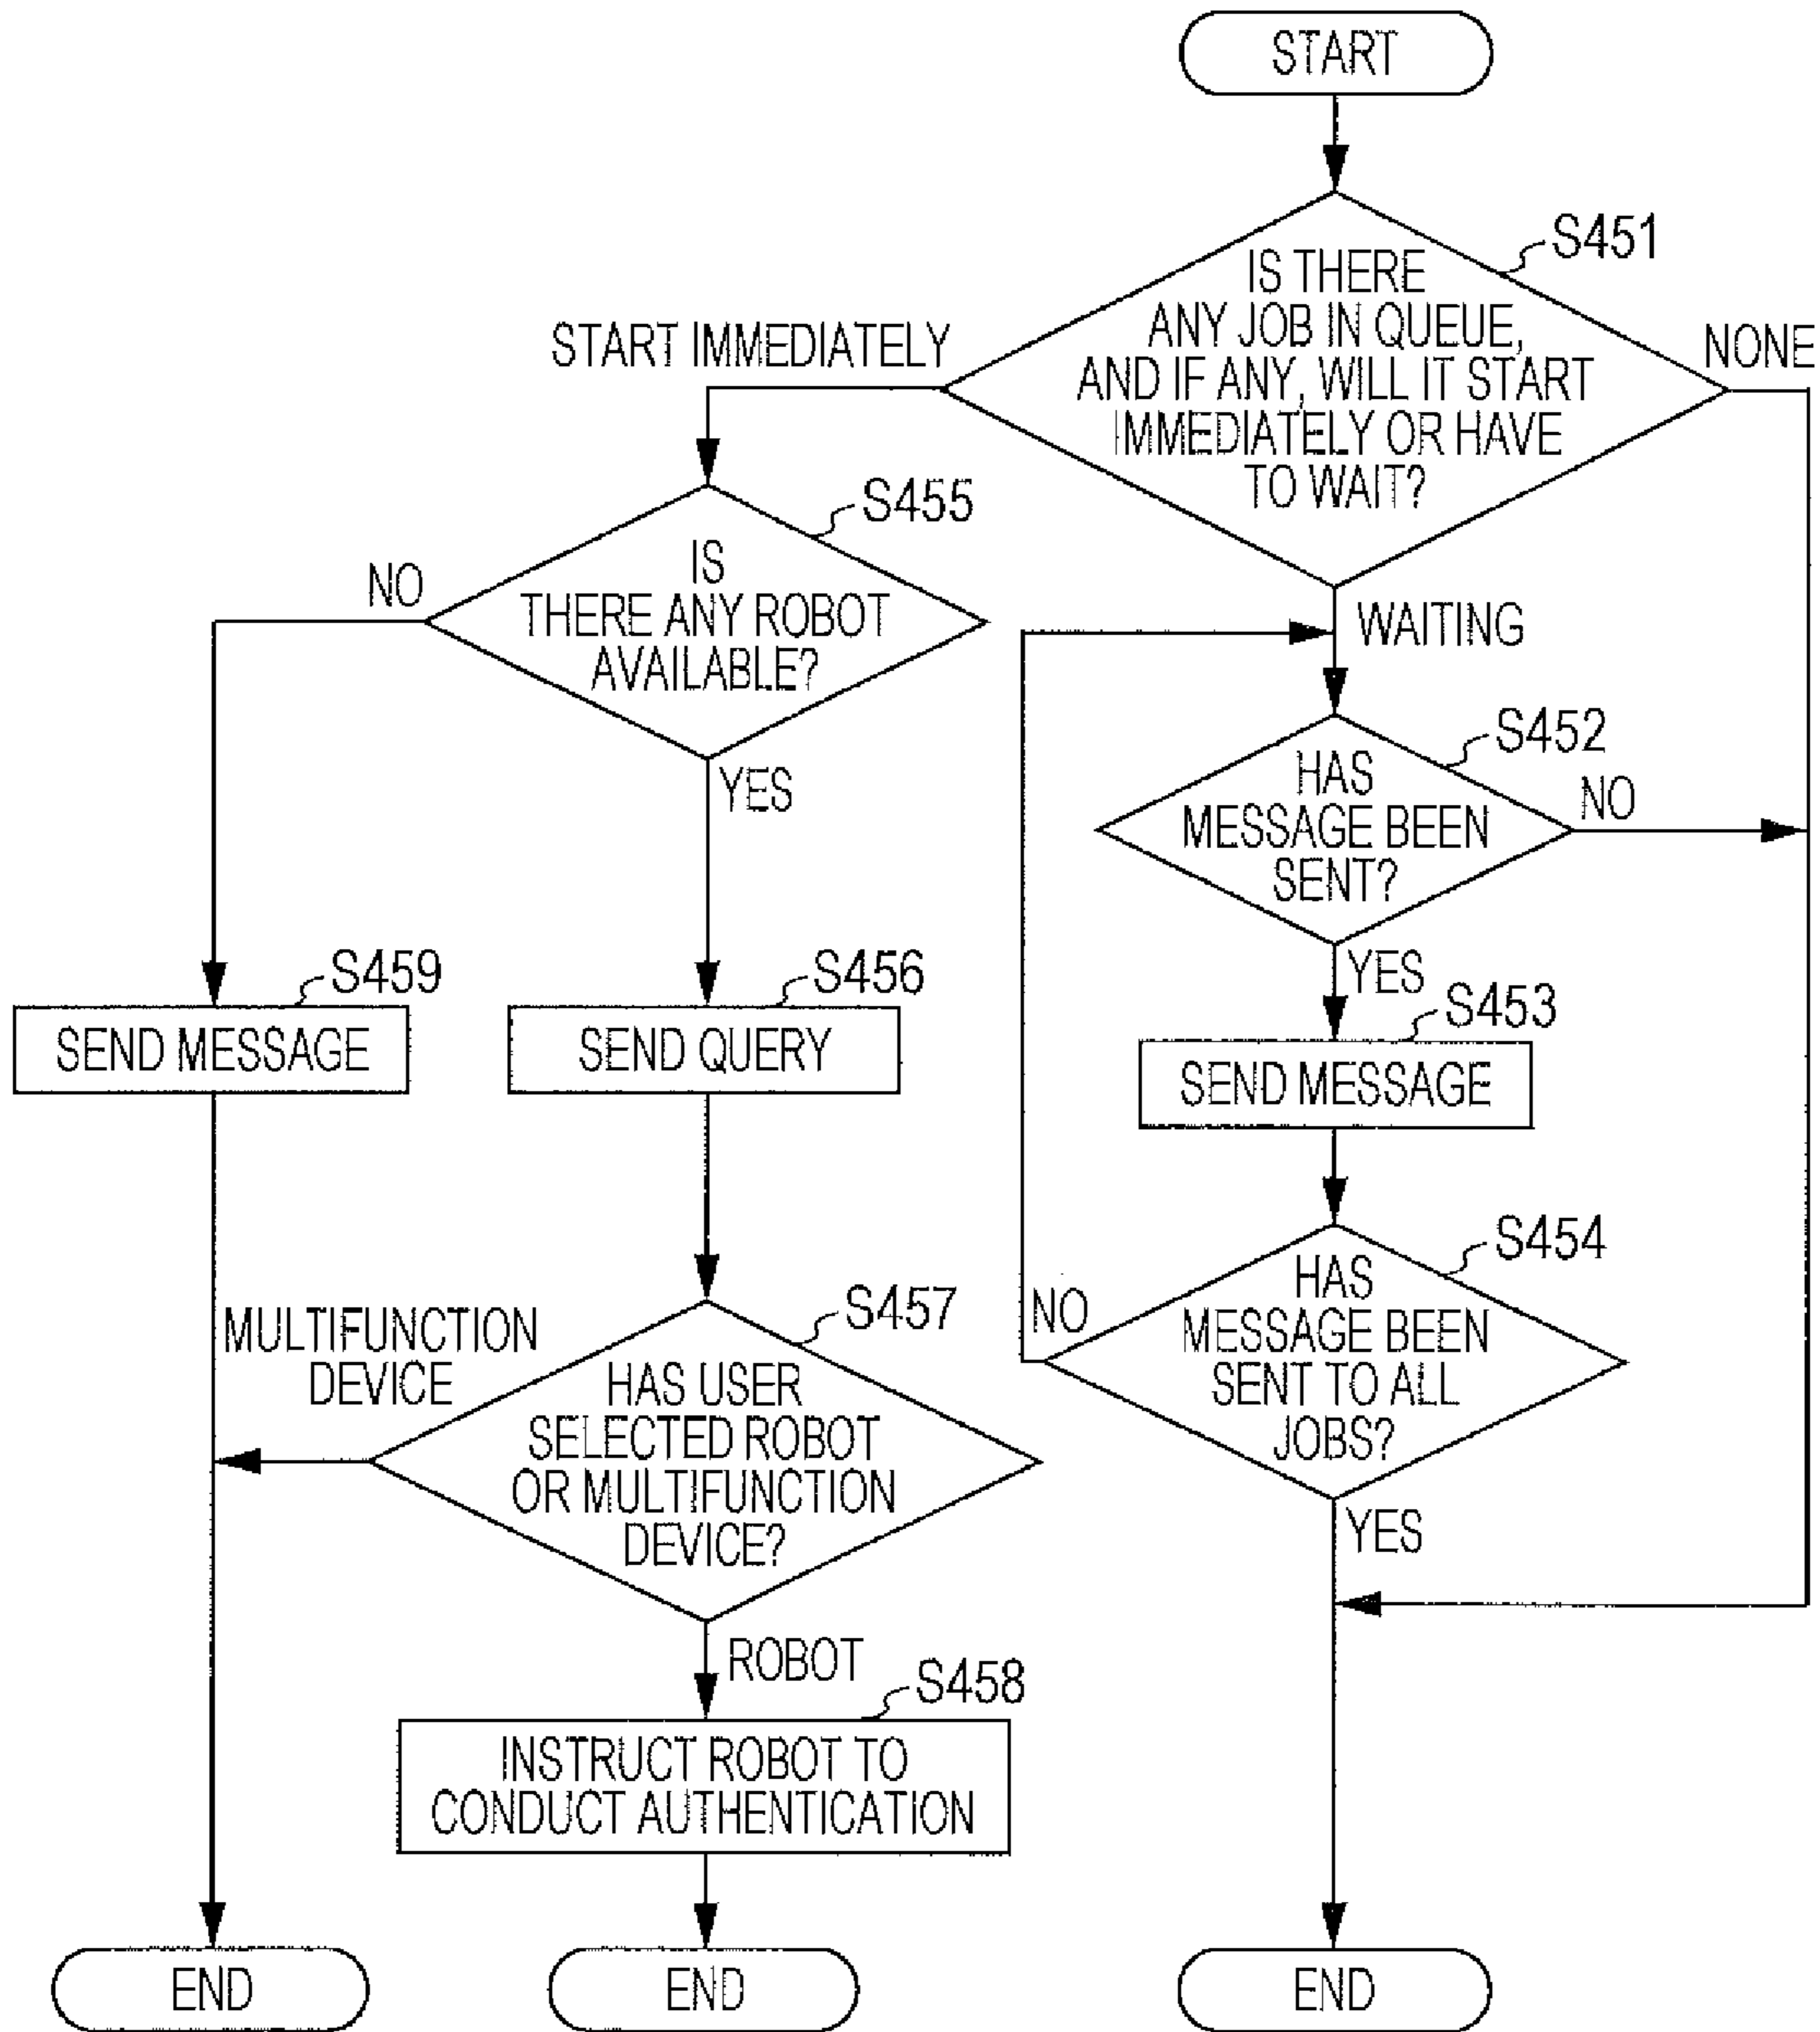 START
S451
IS THERE
ANY JOB IN QUEUE,
AND IF ANY, WILL IT START
IMMEDIATELY OR HAVE
TO WAIT?
START IMMEDIATELY
NONE
WAITING
S455
IS
THERE ANY ROBOT
AVAILABLE?
NO
YES
S452
HAS
MESSAGE BEEN
SENT?
NO
YES
S459
SEND MESSAGE
S456
SEND QUERY
S453
SEND MESSAGE
S454
HAS
MESSAGE BEEN
SENT TO ALL
JOBS?
NO
YES
S457
HAS USER
SELECTED ROBOT
OR MULTIFUNCTION
DEVICE?
MULTIFUNCTION
DEVICE
ROBOT
S458
INSTRUCT ROBOT TO
CONDUCT AUTHENTICATION
END
END
END